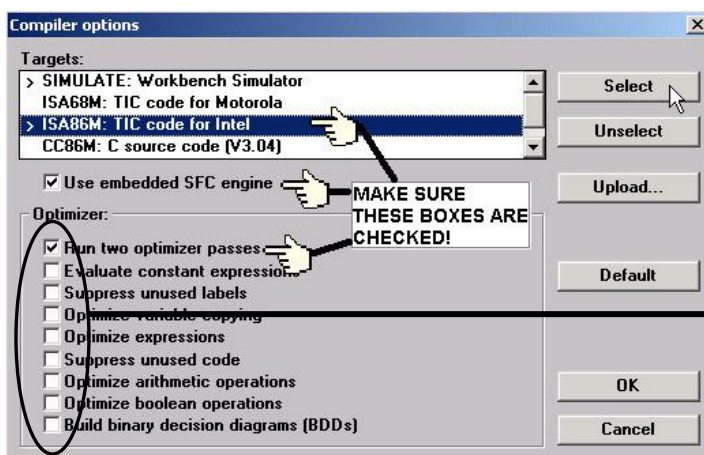 Compiler options
Targets:
> SIMULATE: Workbench Simulator
ISA68M: TIC code for Motorola
> ISA86M: TIC code for Intel
CC86M: C source code (V3.04)
Select
Unselect
Use embedded SFC engine
MAKE SURE
THESE BOXES ARE
CHECKED!
Upload...
Optimizer:
Run two optimizer passes
Evaluate constant expressions
Suppress unused labels
Optimize variable copying
Optimize expressions
Suppress unused code
Optimize arithmetic operations
Optimize boolean operations
Build binary decision diagrams (BDDs)
Default
OK
Cancel